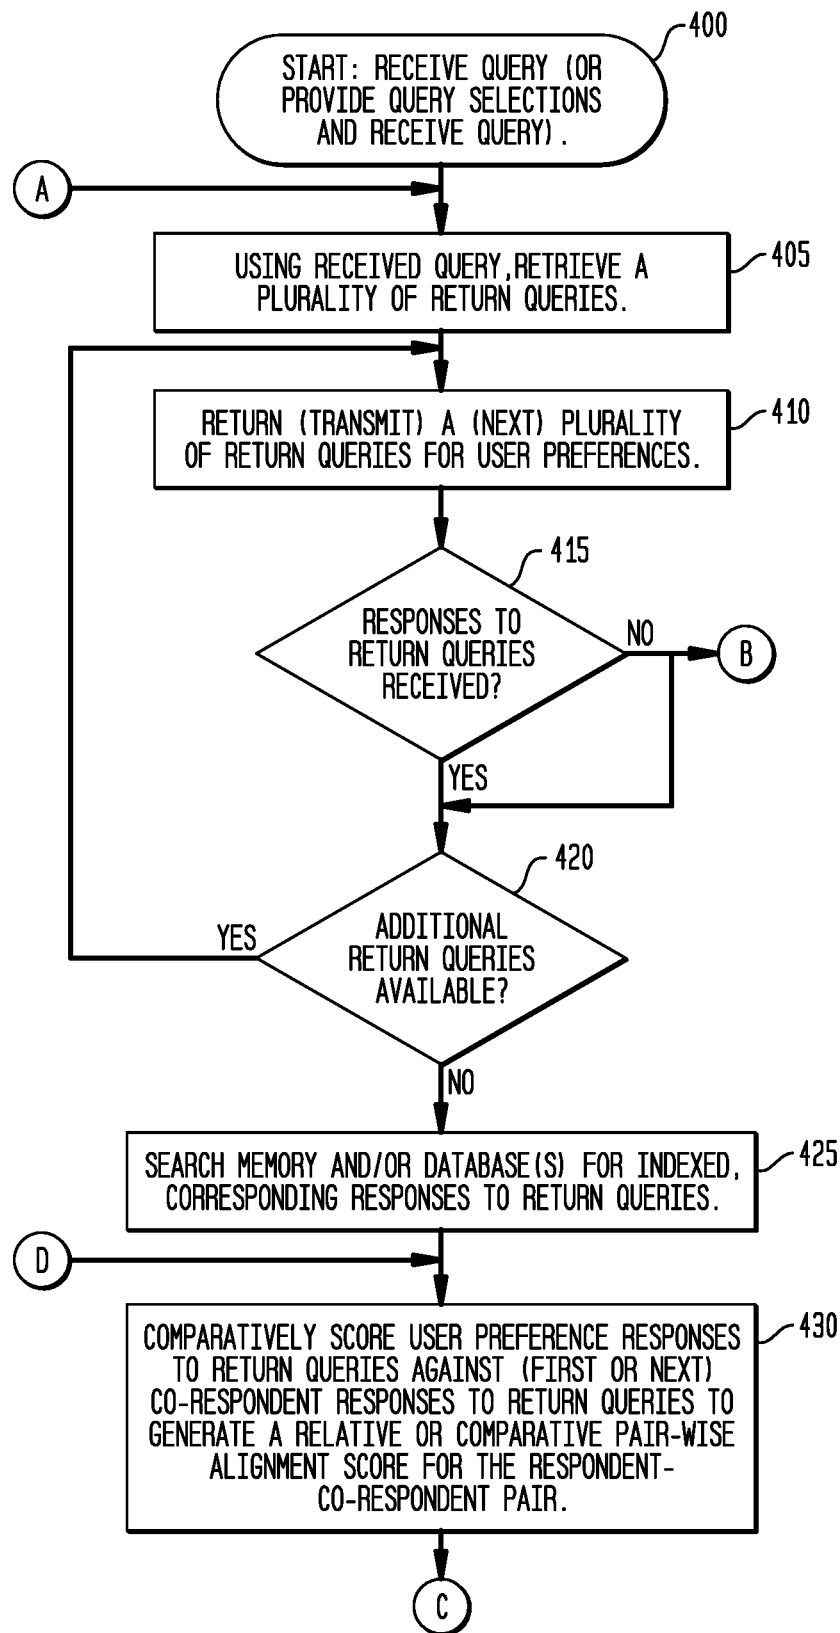 400
START: RECEIVE QUERY (OR
PROVIDE QUERY SELECTIONS
AND RECEIVE QUERY).
A
405
USING RECEIVED QUERY,RETRIEVE A
PLURALITY OF RETURN QUERIES.
410
RETURN (TRANSMIT) A (NEXT) PLURALITY
OF RETURN QUERIES FOR USER PREFERENCES.
415
RESPONSES TO
RETURN QUERIES
RECEIVED?
NO
B
YES
420
ADDITIONAL
RETURN QUERIES
AVAILABLE?
YES
NO
425
SEARCH MEMORY AND/OR DATABASE(S) FOR INDEXED,
CORRESPONDING RESPONSES TO RETURN QUERIES.
D
430
COMPARATIVELY SCORE USER PREFERENCE RESPONSES
TO RETURN QUERIES AGAINST (FIRST OR NEXT)
CO-RESPONDENT RESPONSES TO RETURN QUERIES TO
GENERATE A RELATIVE OR COMPARATIVE PAIR-WISE
ALIGNMENT SCORE FOR THE RESPONDENT-
CO-RESPONDENT PAIR.
C